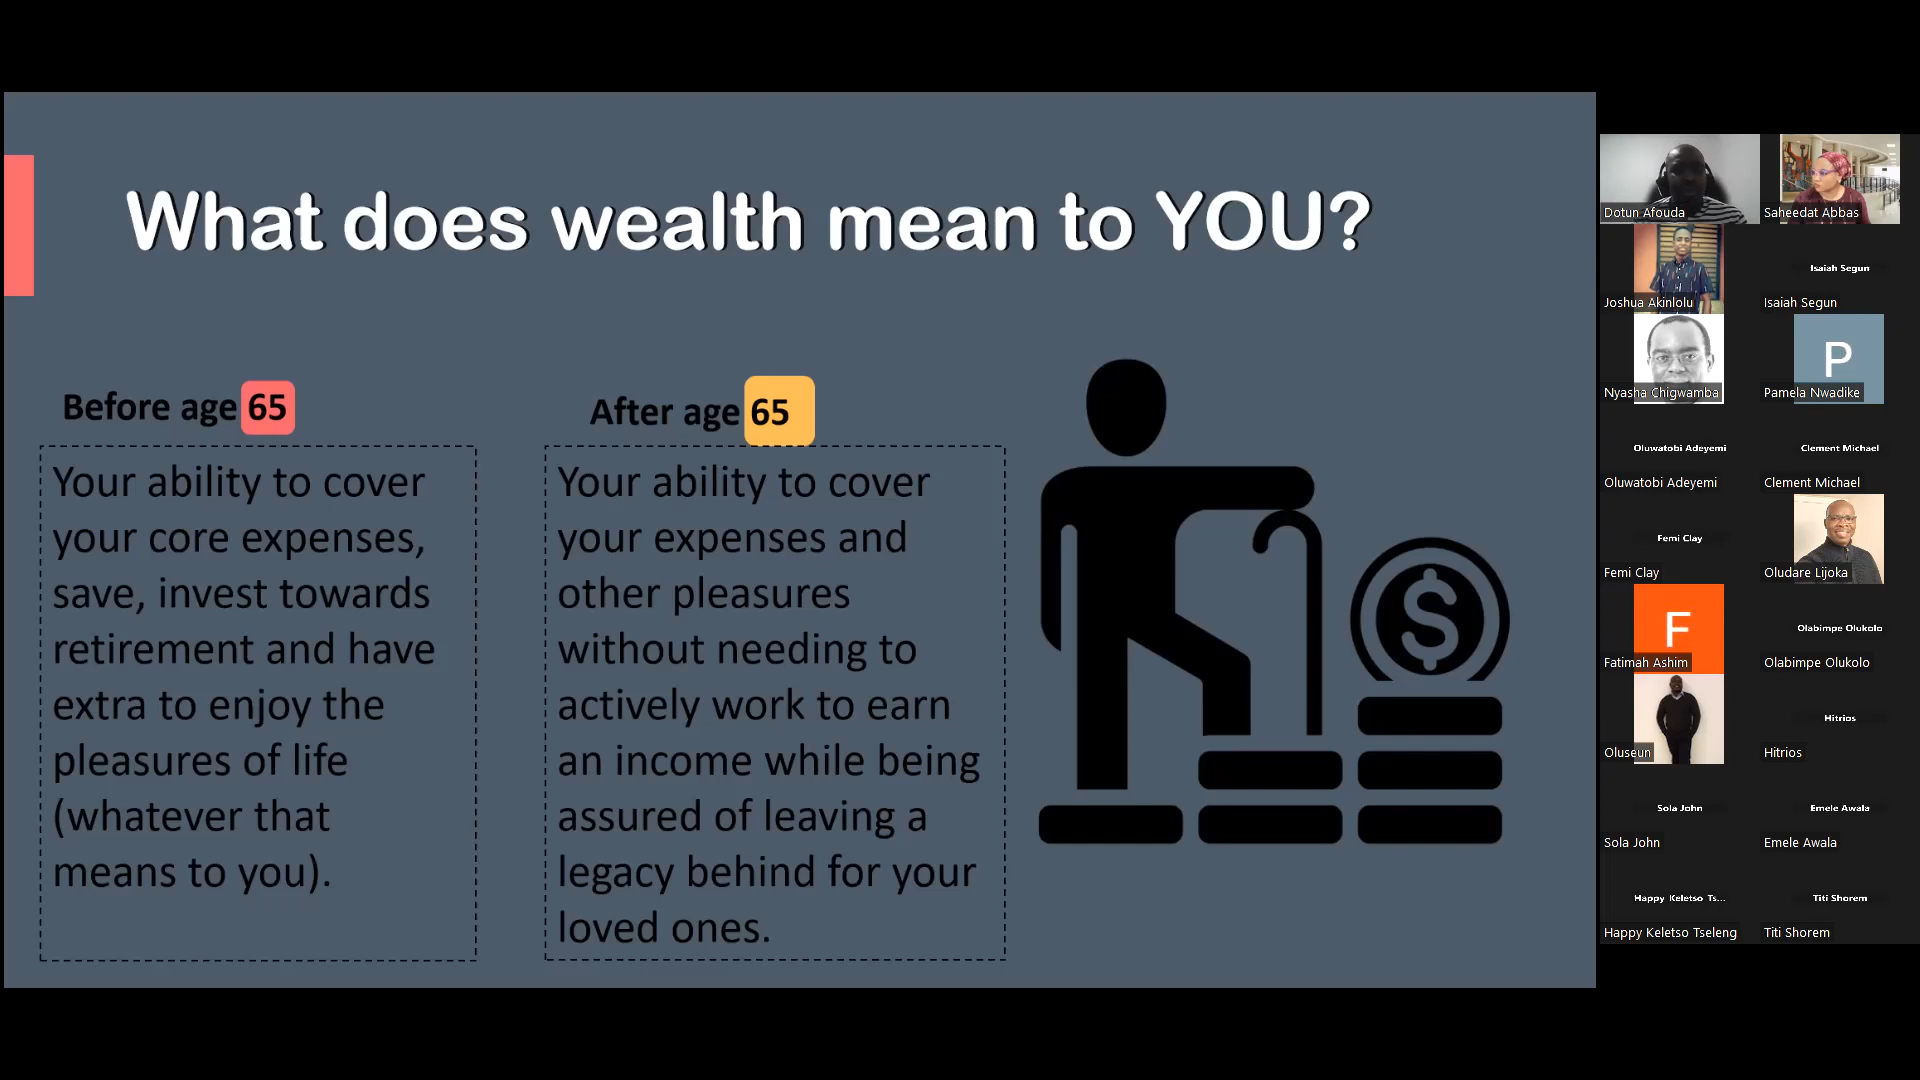 What does wealth mean to YOU?
Before age 65
Your ability to cover
your core expenses,
save, invest towards
retirement and have
extra to enjoy the
pleasures of life
(whatever that
means to you).
After age 65
Your ability to cover
your expenses and
other pleasures
without needing to
actively work to earn
an income while being
assured of leaving a
legacy behind for your
loved ones.
$
Dotun Afouda
Saheedat Abbas
Joshua Akinlolu
Isaiah Segun
Isaiah Segun
Nyasha Chigwamba
P
Pamela Nwadike
Oluwatobi Adeyemi
Oluwatobi Adeyemi
Clement Michael
Clement Michael
Femi Clay
Femi Clay
Oludare Lijoka
F
Fatimah Ashim
Olabimpe Olukolo
Olabimpe Olukolo
Oluseun
Hitrios
Hitrios
Sola John
Sola John
Emele Awala
Emele Awala
Happy Keletso Ts...
Happy Keletso Tseleng
Titi Shorem
Titi Shorem